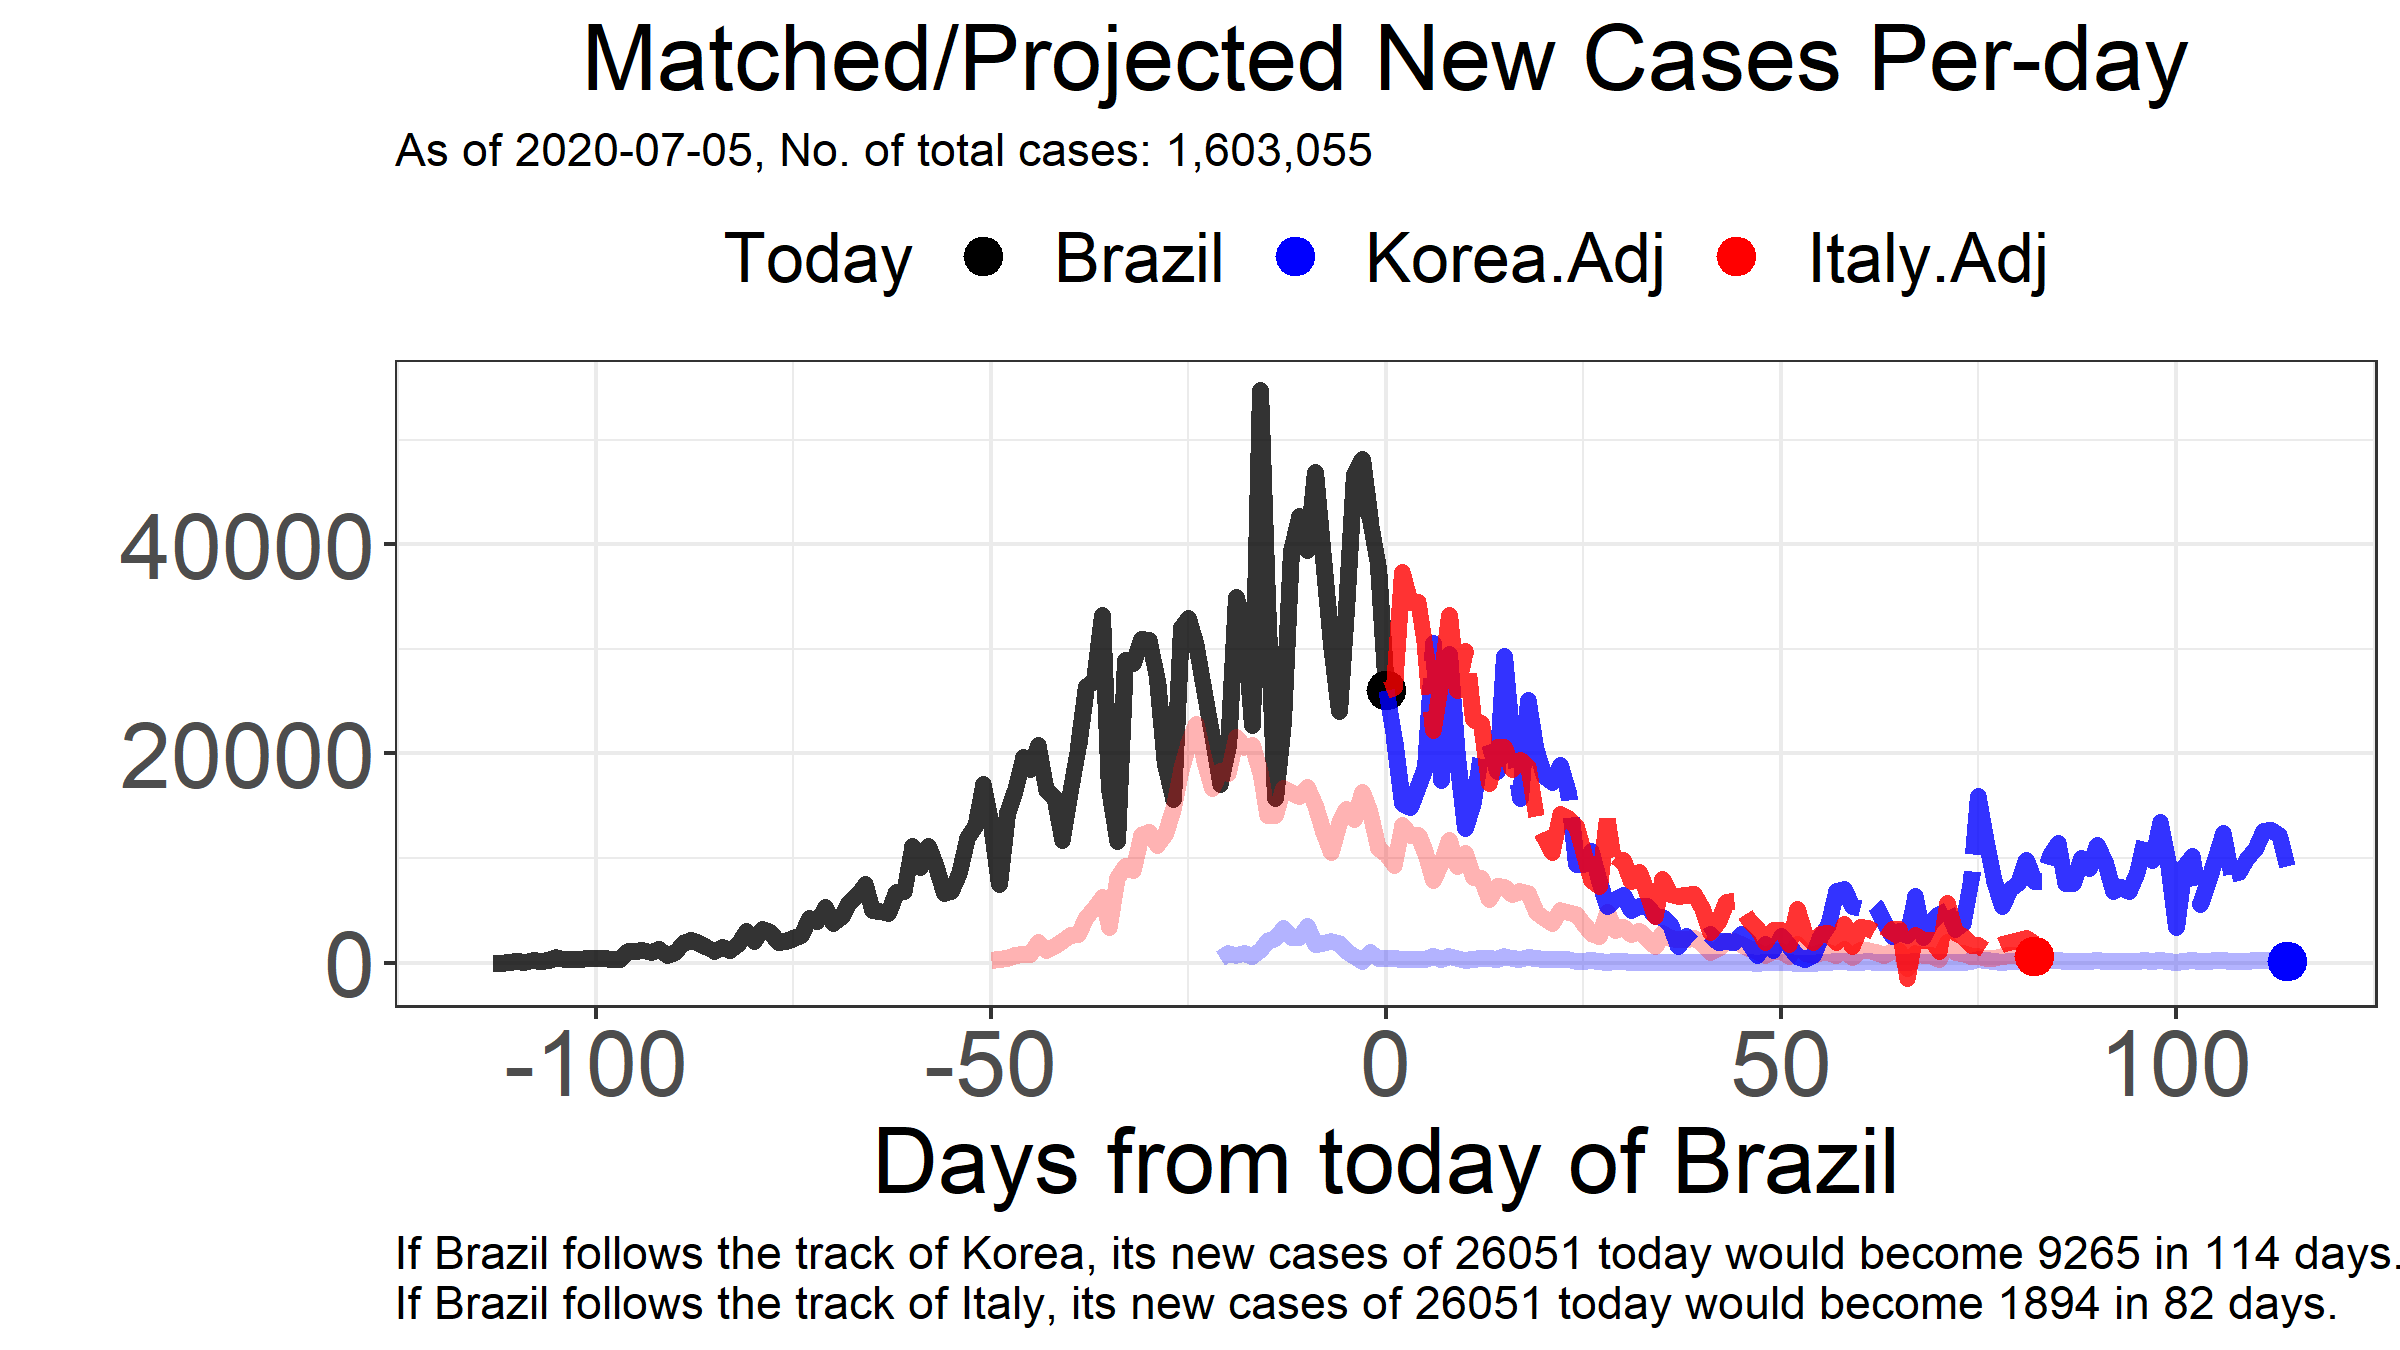 Matched/Projected New Cases Per-day
As of 2020-07-05, No. of total cases: 1,603,055
Today Brazil Korea.Adj Italy.Adj
40000
20000
0
-100 -50 0 50 100
Days from today of Brazil
If Brazil follows the track of Korea, its new cases of 26051 today would become 9265 in 114 days.
If Brazil follows the track of Italy, its new cases of 26051 today would become 1894 in 82 days.